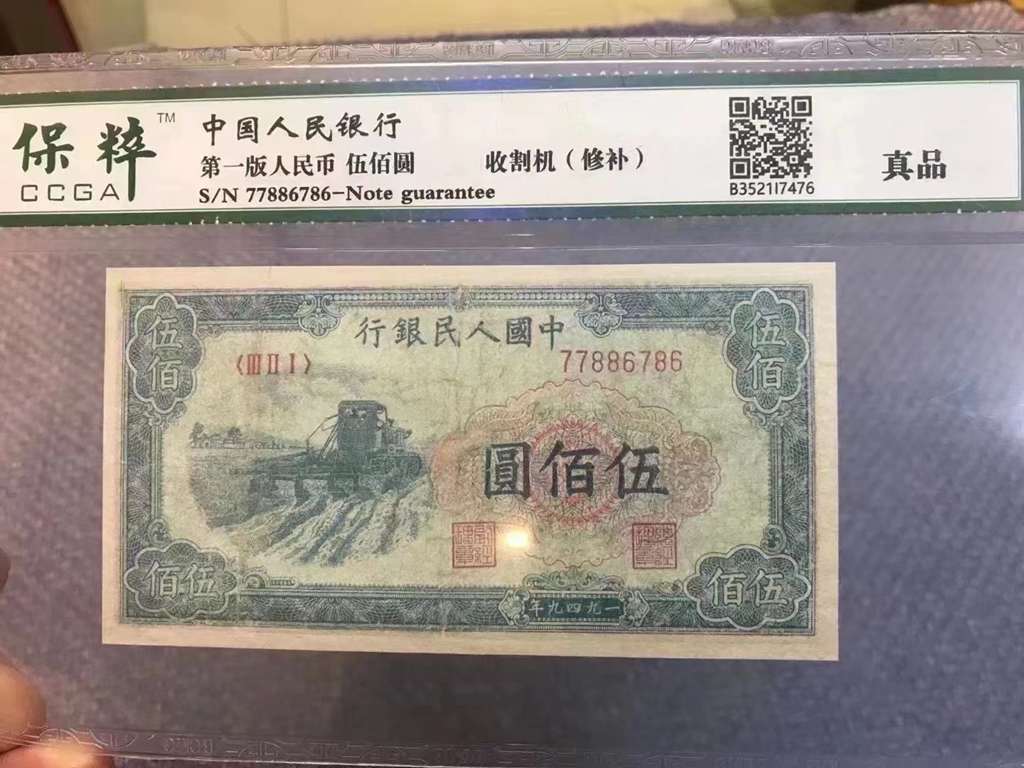 保粹™
CCGA
中国人民银行
第一版人民币 伍佰圆 收割机（修补）
S/N 77886786-Note guarantee
B352117476
真品
行銀民人國中
〈III II I〉
77886786
伍佰
伍佰
圓佰伍
佰伍
佰伍
年九四九一